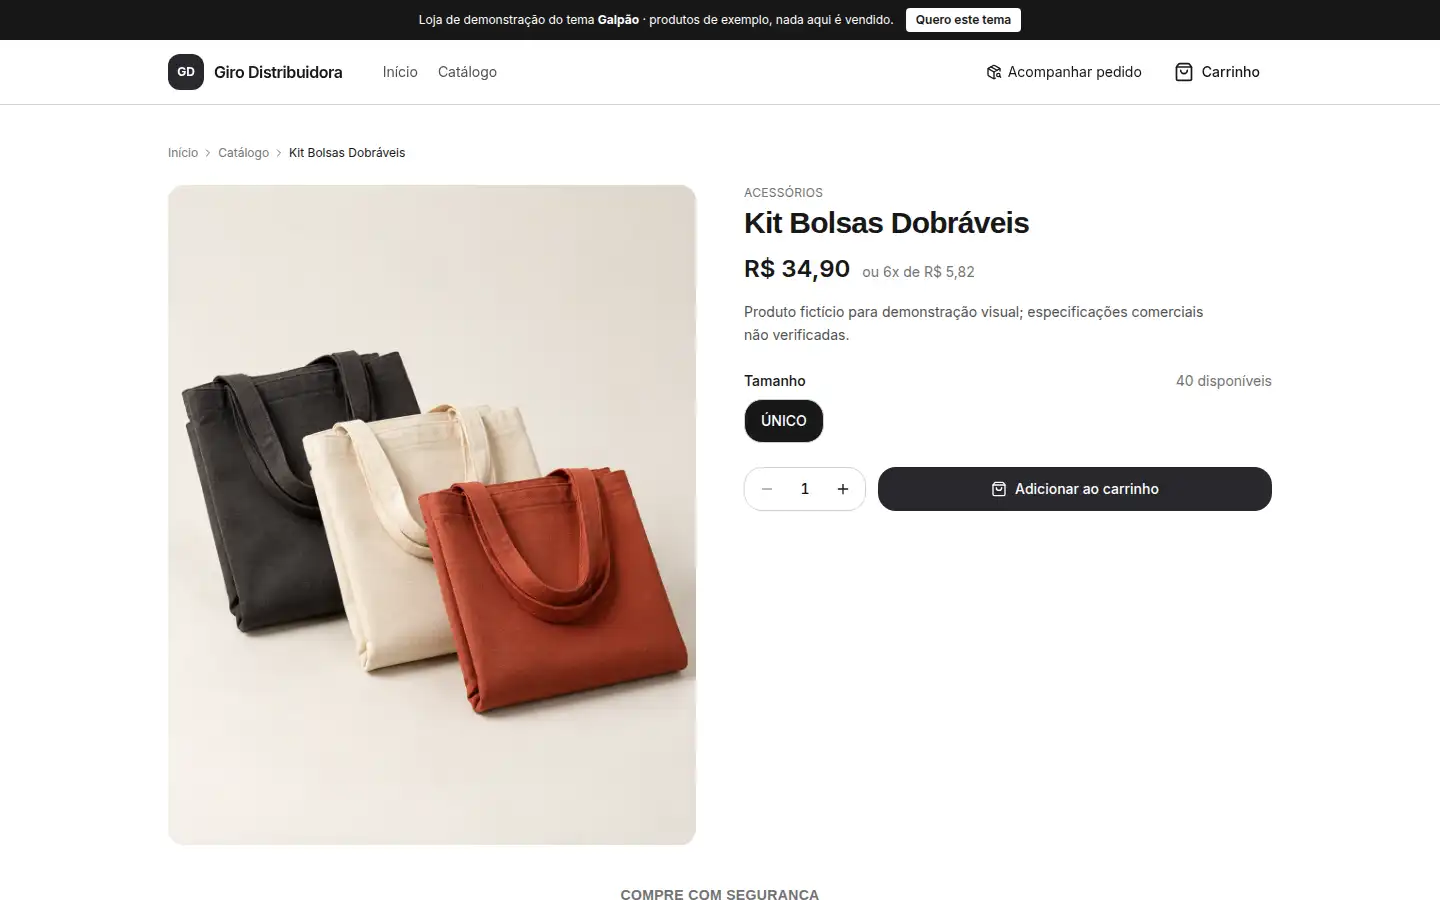 Loja de demonstração do tema Galpão · produtos de exemplo, nada aqui é vendido. Quero este tema
GD Giro Distribuidora Início Catálogo Acompanhar pedido Carrinho
Início > Catálogo > Kit Bolsas Dobráveis
ACESSÓRIOS
Kit Bolsas Dobráveis
R$ 34,90 ou 6x de R$ 5,82
Produto fictício para demonstração visual; especificações comerciais
não verificadas.
Tamanho 40 disponíveis
ÚNICO
− 1 + Adicionar ao carrinho
COMPRE COM SEGURANÇA